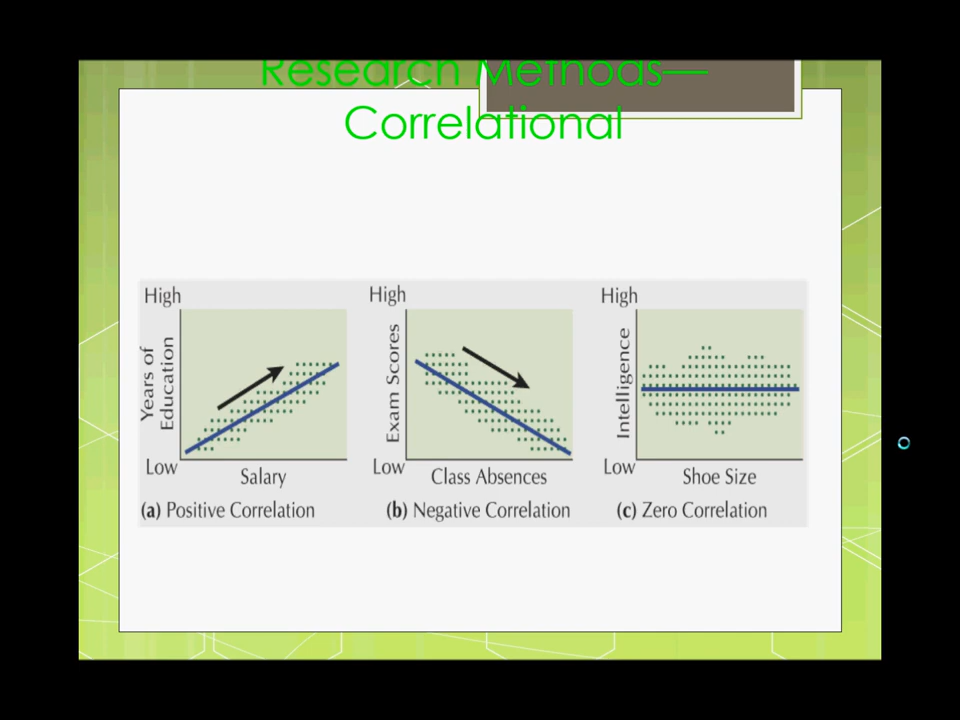 Research Methods—
Correlational
High
Years of
Education
Low
Salary
(a) Positive Correlation
High
Exam Scores
Low
Class Absences
(b) Negative Correlation
High
Intelligence
Low
Shoe Size
(c) Zero Correlation